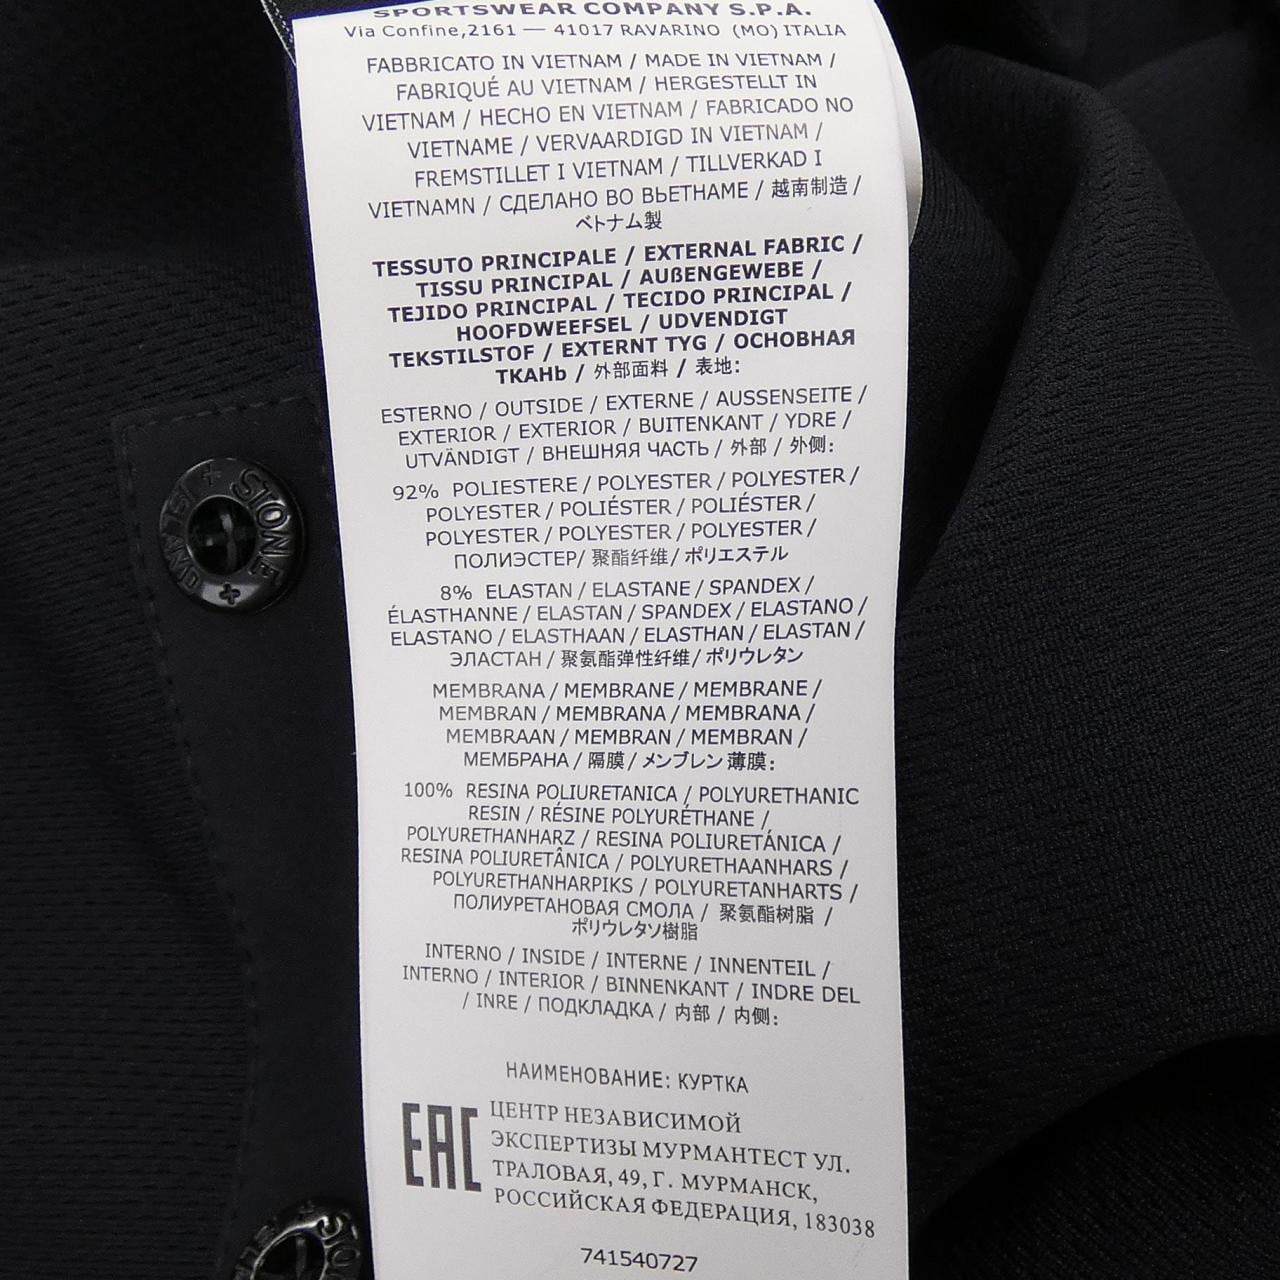 SPORTSWEAR COMPANY S.P.A.
Via Confine,2161 — 41017 RAVARINO (MO) ITALIA
FABBRICATO IN VIETNAM / MADE IN VIETNAM /
FABRIQUÉ AU VIETNAM / HERGESTELLT IN
VIETNAM / HECHO EN VIETNAM / FABRICADO NO
VIETNAME / VERVAARDIGD IN VIETNAM /
FREMSTILLET I VIETNAM / TILLVERKAD I
VIETNAMN / СДЕЛАНО ВО ВЬЕТНАМЕ / 越南制造 /
ベトナム製
TESSUTO PRINCIPALE / EXTERNAL FABRIC /
TISSU PRINCIPAL / AUßENGEWEBE /
TEJIDO PRINCIPAL / TECIDO PRINCIPAL /
HOOFDWEEFSEL / UDVENDIGT
TEKSTILSTOF / EXTERNT TYG / ОСНОВНАЯ
ТКАНЬ / 外部面料 / 表地:
ESTERNO / OUTSIDE / EXTERNE / AUSSENSEITE /
EXTERIOR / EXTERIOR / BUITENKANT / YDRE /
UTVÄNDIGT / ВНЕШНЯЯ ЧАСТЬ / 外部 / 外侧:
92% POLIESTERE / POLYESTER / POLYESTER /
POLYESTER / POLIÉSTER / POLIÉSTER /
POLYESTER / POLYESTER / POLYESTER /
ПОЛИЭСТЕР/ 聚酯纤维/ ポリエステル
8% ELASTAN / ELASTANE / SPANDEX /
ÉLASTHANNE / ELASTAN / SPANDEX / ELASTANO /
ELASTANO / ELASTHAAN / ELASTHAN / ELASTAN /
ЭЛАСТАН / 聚氨酯弹性纤维/ ポリウレタン
MEMBRANA / MEMBRANE / MEMBRANE /
MEMBRAN / MEMBRANA / MEMBRANA /
MEMBRAAN / MEMBRAN / MEMBRAN /
МЕМБРАНА / 隔膜 / メンブレン 薄膜:
100% RESINA POLIURETANICA / POLYURETHANIC
RESIN / RÉSINE POLYURÉTHANE /
POLYURETHANHARZ / RESINA POLIURETÁNICA /
RESINA POLIURETÂNICA / POLYURETHAANHARS /
POLYURETHANHARPIKS / POLYURETANHARTS /
ПОЛИУРЕТАНОВАЯ СМОЛА / 聚氨酯树脂 /
ポリウレタソ樹脂
INTERNO / INSIDE / INTERNE / INNENTEIL /
INTERNO / INTERIOR / BINNENKANT / INDRE DEL
/ INRE / ПОДКЛАДКА / 内部 / 内侧:
НАИМЕНОВАНИЕ: КУРТКА
EAC
ЦЕНТР НЕЗАВИСИМОЙ
ЭКСПЕРТИЗЫ МУРМАНТЕСТ УЛ.
ТРАЛОВАЯ, 49, Г. МУРМАНСК,
РОССИЙСКАЯ ФЕДЕРАЦИЯ, 183038
741540727
STONE
ISLAND
STON